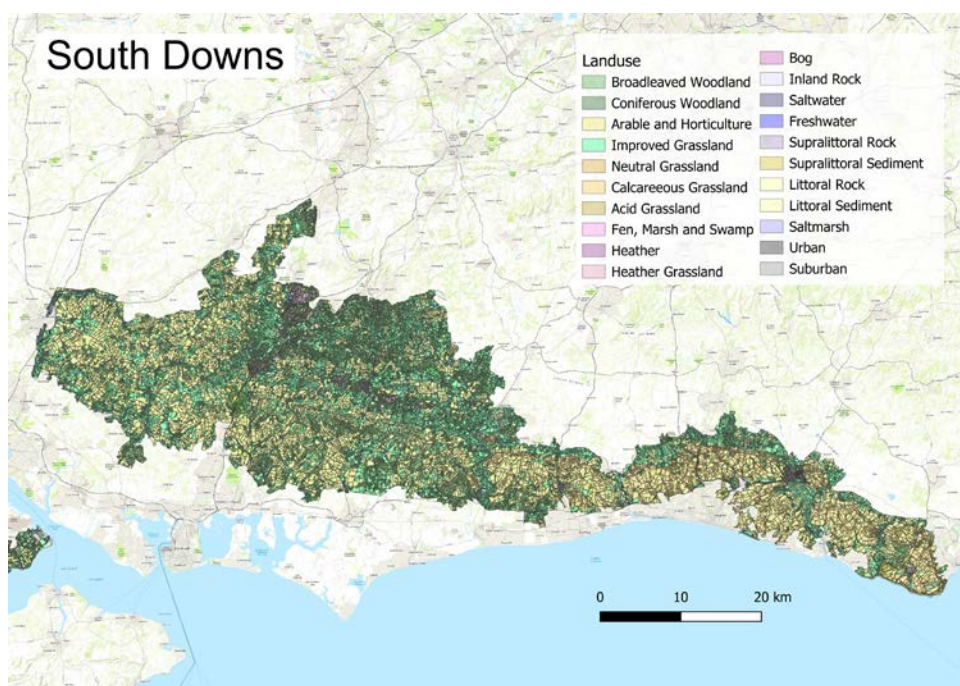 South Downs
Landuse
Broadleaved Woodland
Coniferous Woodland
Arable and Horticulture
Improved Grassland
Neutral Grassland
Calcareeous Grassland
Acid Grassland
Fen, Marsh and Swamp
Heather
Heather Grassland
Bog
Inland Rock
Saltwater
Freshwater
Supralittoral Rock
Supralittoral Sediment
Littoral Rock
Littoral Sediment
Saltmarsh
Urban
Suburban
0 10 20 km